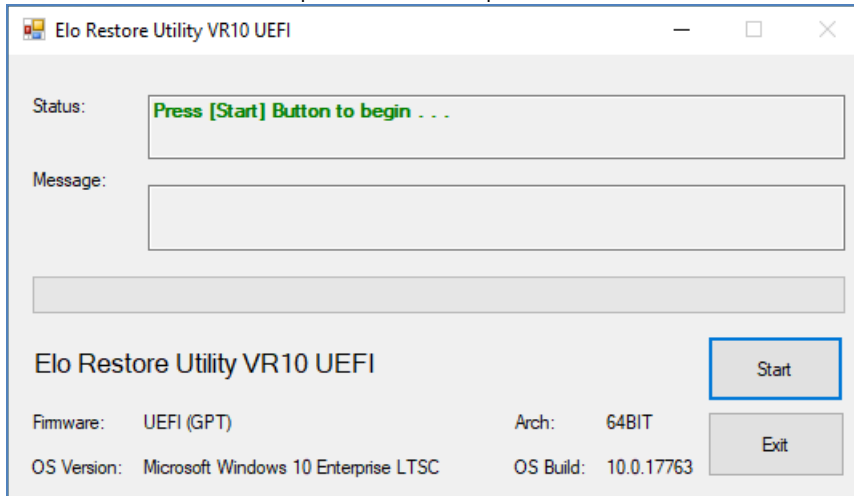 Elo Restore Utility VR10 UEFI
Status: Press [Start] Button to begin . . .
Message:
Elo Restore Utility VR10 UEFI
Start
Firmware: UEFI (GPT) Arch: 64BIT
Exit
OS Version: Microsoft Windows 10 Enterprise LTSC OS Build: 10.0.17763